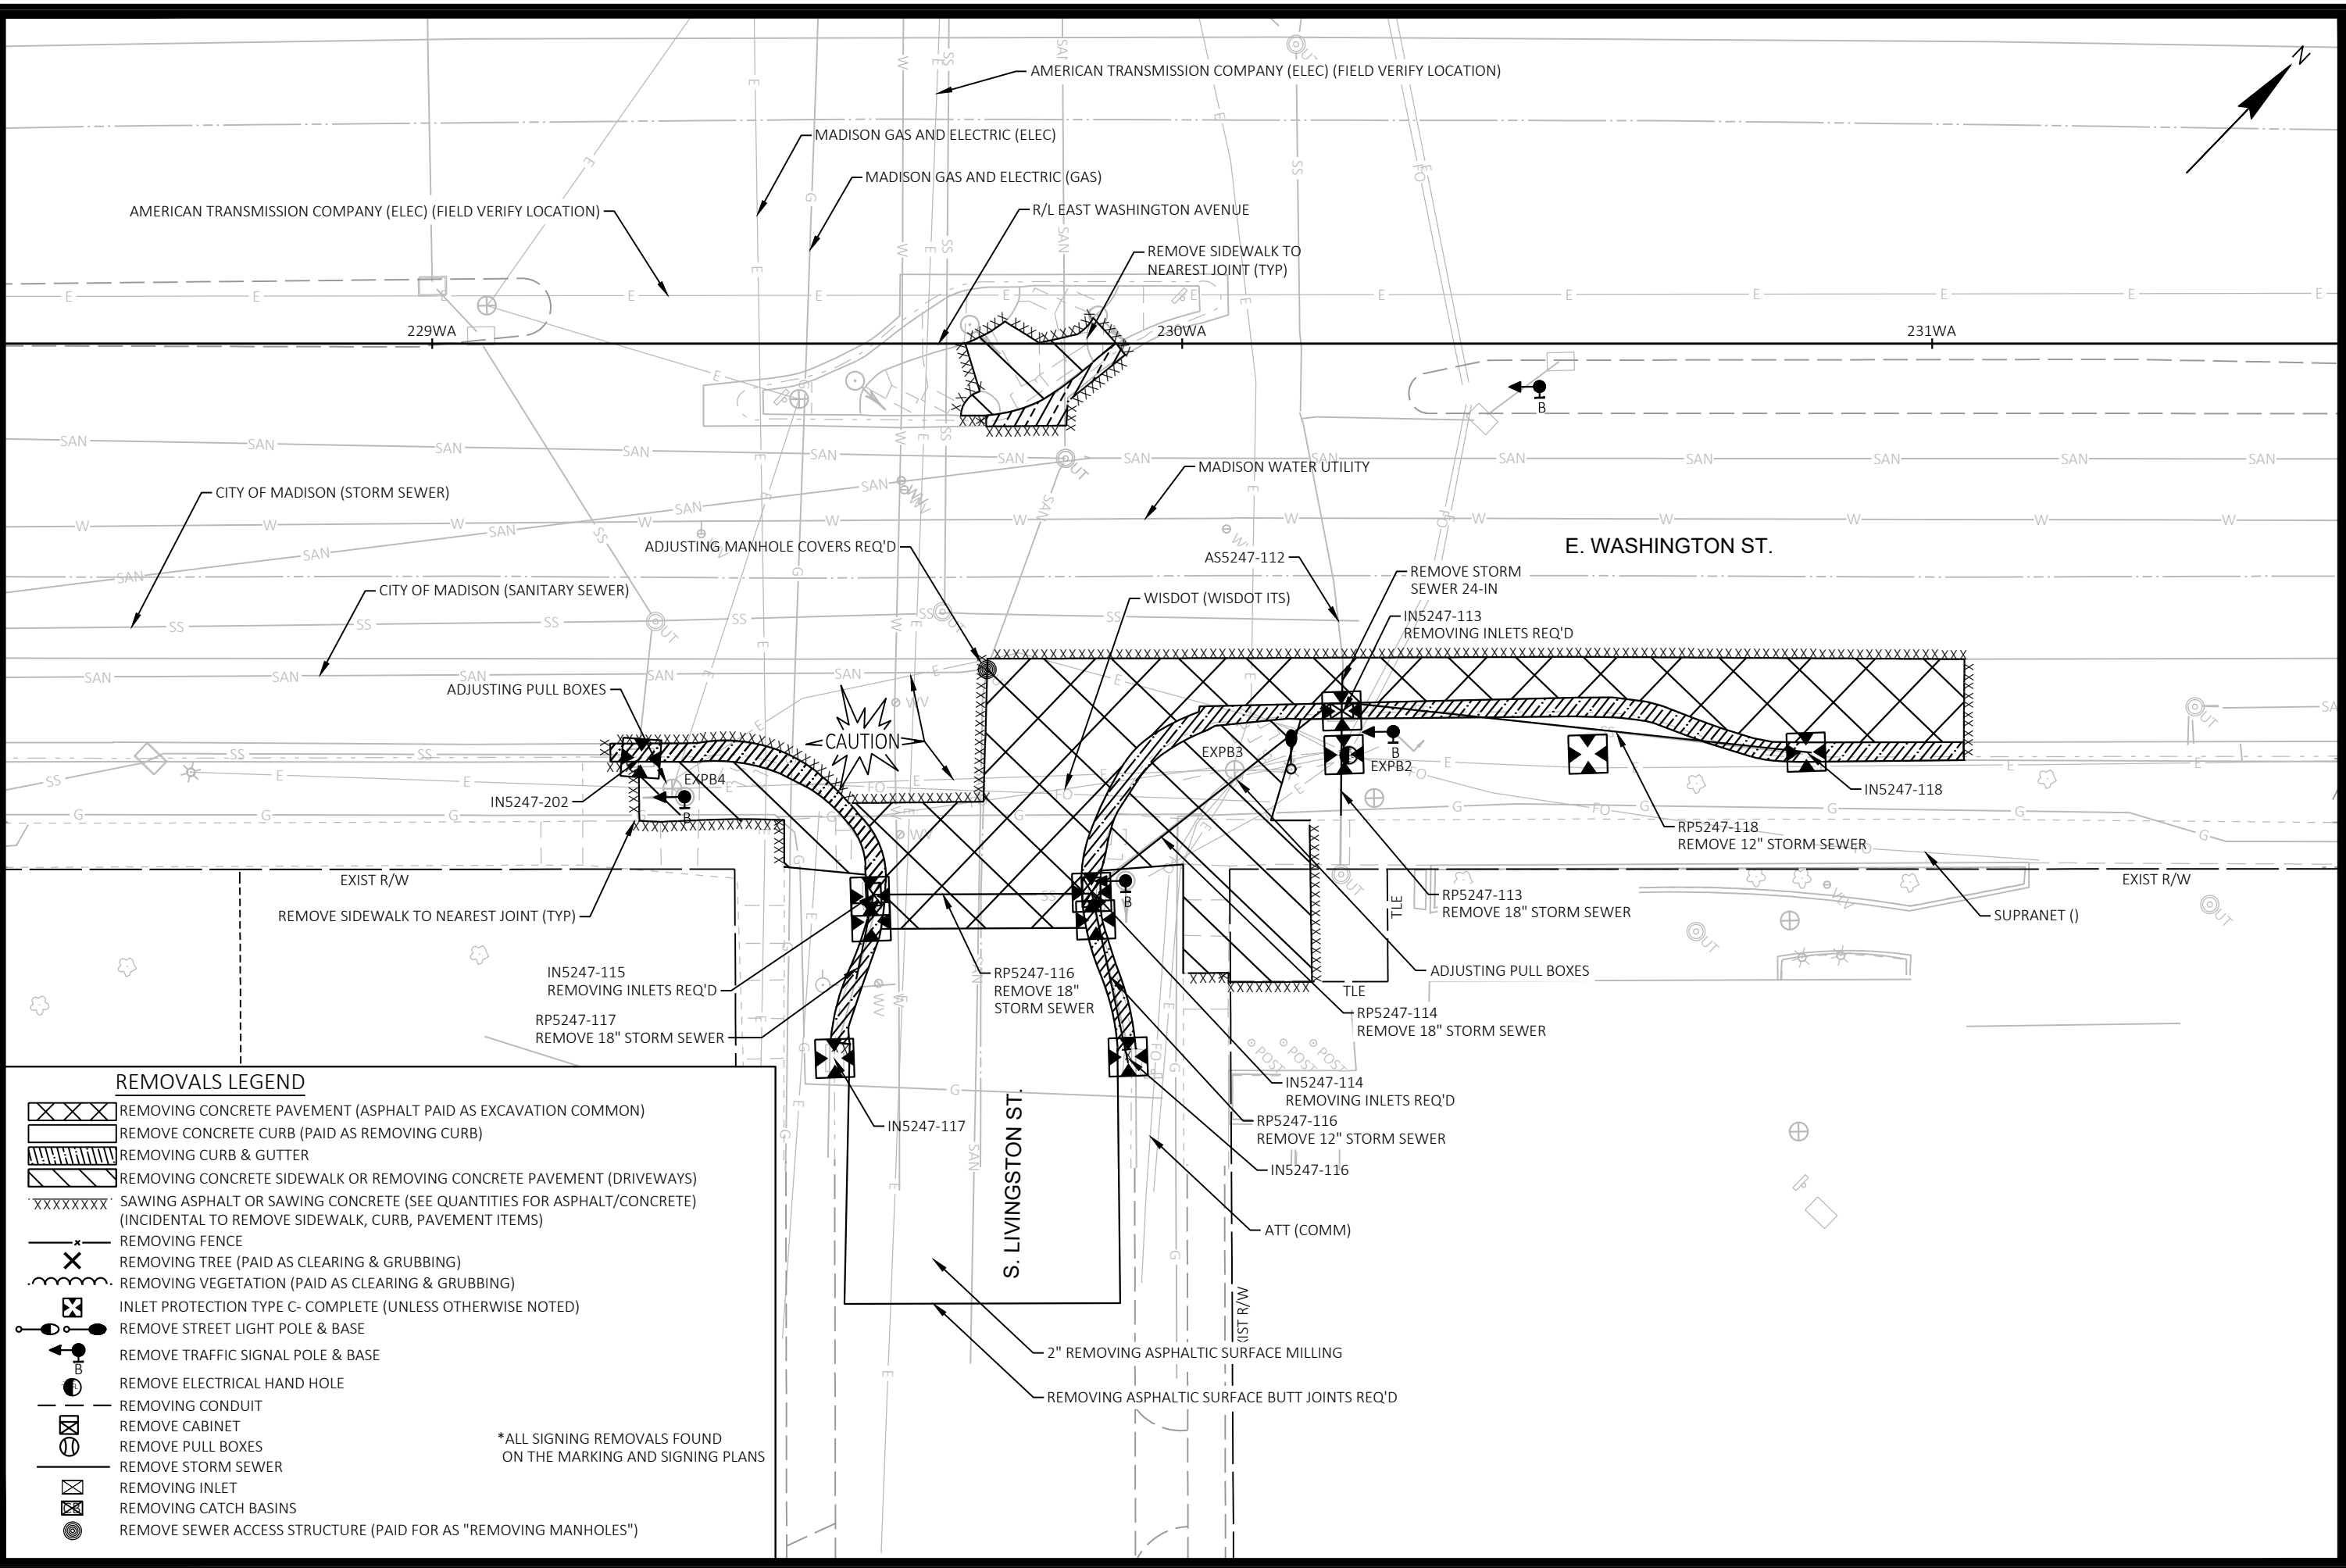 N
AMERICAN TRANSMISSION COMPANY (ELEC) (FIELD VERIFY LOCATION)
MADISON GAS AND ELECTRIC (ELEC)
MADISON GAS AND ELECTRIC (GAS)
AMERICAN TRANSMISSION COMPANY (ELEC) (FIELD VERIFY LOCATION)
R/L EAST WASHINGTON AVENUE
REMOVE SIDEWALK TO
NEAREST JOINT (TYP)
229WA
230WA
231WA
B
MADISON WATER UTILITY
CITY OF MADISON (STORM SEWER)
ADJUSTING MANHOLE COVERS REQ'D
E. WASHINGTON ST.
AS5247-112
REMOVE STORM
SEWER 24-IN
CITY OF MADISON (SANITARY SEWER)
WISDOT (WISDOT ITS)
IN5247-113
REMOVING INLETS REQ'D
ADJUSTING PULL BOXES
CAUTION
EXPB3
B
EXPB2
EXPB4
B
IN5247-202
IN5247-118
RP5247-118
REMOVE 12" STORM SEWER
EXIST R/W
EXIST R/W
B
TLE
RP5247-113
REMOVE 18" STORM SEWER
REMOVE SIDEWALK TO NEAREST JOINT (TYP)
SUPRANET ()
IN5247-115
REMOVING INLETS REQ'D
RP5247-116
REMOVE 18"
STORM SEWER
ADJUSTING PULL BOXES
TLE
RP5247-117
REMOVE 18" STORM SEWER
RP5247-114
REMOVE 18" STORM SEWER
POST POST POST
IN5247-114
REMOVING INLETS REQ'D
IN5247-117
RP5247-116
REMOVE 12" STORM SEWER
IN5247-116
S. LIVINGSTON ST.
ATT (COMM)
2" REMOVING ASPHALTIC SURFACE MILLING
REMOVING ASPHALTIC SURFACE BUTT JOINTS REQ'D
REMOVALS LEGEND
REMOVING CONCRETE PAVEMENT (ASPHALT PAID AS EXCAVATION COMMON)
REMOVE CONCRETE CURB (PAID AS REMOVING CURB)
REMOVING CURB & GUTTER
REMOVING CONCRETE SIDEWALK OR REMOVING CONCRETE PAVEMENT (DRIVEWAYS)
SAWING ASPHALT OR SAWING CONCRETE (SEE QUANTITIES FOR ASPHALT/CONCRETE)
(INCIDENTAL TO REMOVE SIDEWALK, CURB, PAVEMENT ITEMS)
REMOVING FENCE
REMOVING TREE (PAID AS CLEARING & GRUBBING)
REMOVING VEGETATION (PAID AS CLEARING & GRUBBING)
INLET PROTECTION TYPE C- COMPLETE (UNLESS OTHERWISE NOTED)
REMOVE STREET LIGHT POLE & BASE
REMOVE TRAFFIC SIGNAL POLE & BASE
B
REMOVE ELECTRICAL HAND HOLE
REMOVING CONDUIT
REMOVE CABINET
REMOVE PULL BOXES
REMOVE STORM SEWER
REMOVING INLET
REMOVING CATCH BASINS
REMOVE SEWER ACCESS STRUCTURE (PAID FOR AS "REMOVING MANHOLES")
*ALL SIGNING REMOVALS FOUND
ON THE MARKING AND SIGNING PLANS